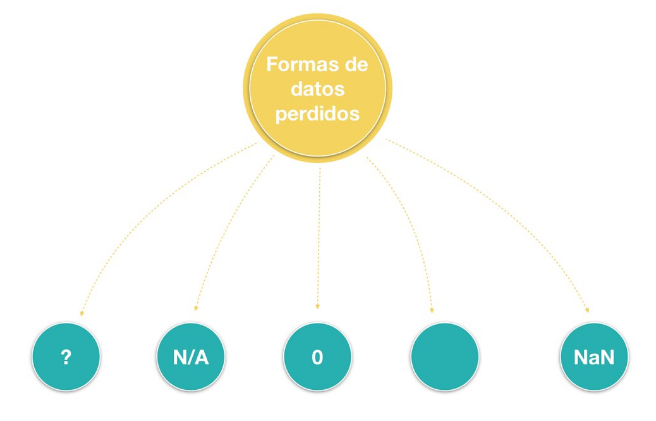 Formas de
datos
perdidos
?
N/A
0
NaN